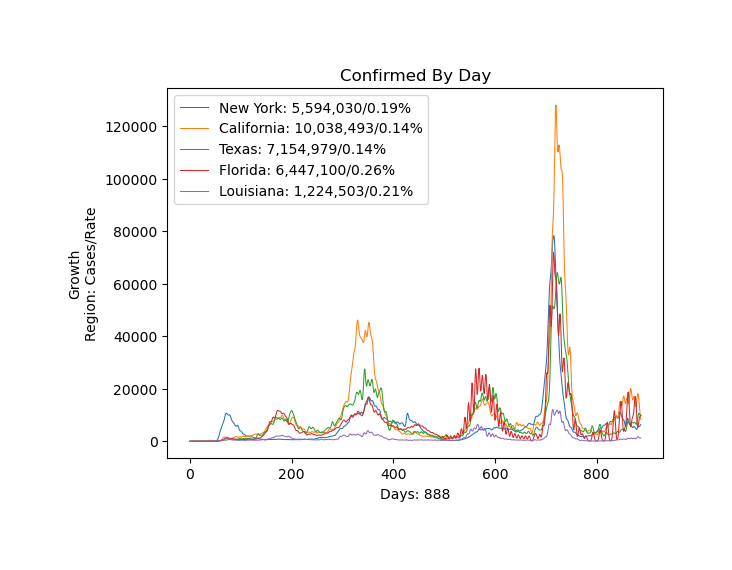 Confirmed By Day
New York: 5,594,030/0.19%
California: 10,038,493/0.14%
Texas: 7,154,979/0.14%
Florida: 6,447,100/0.26%
Louisiana: 1,224,503/0.21%
120000
100000
80000
60000
40000
20000
0
Growth
Region: Cases/Rate
0 200 400 600 800
Days: 888